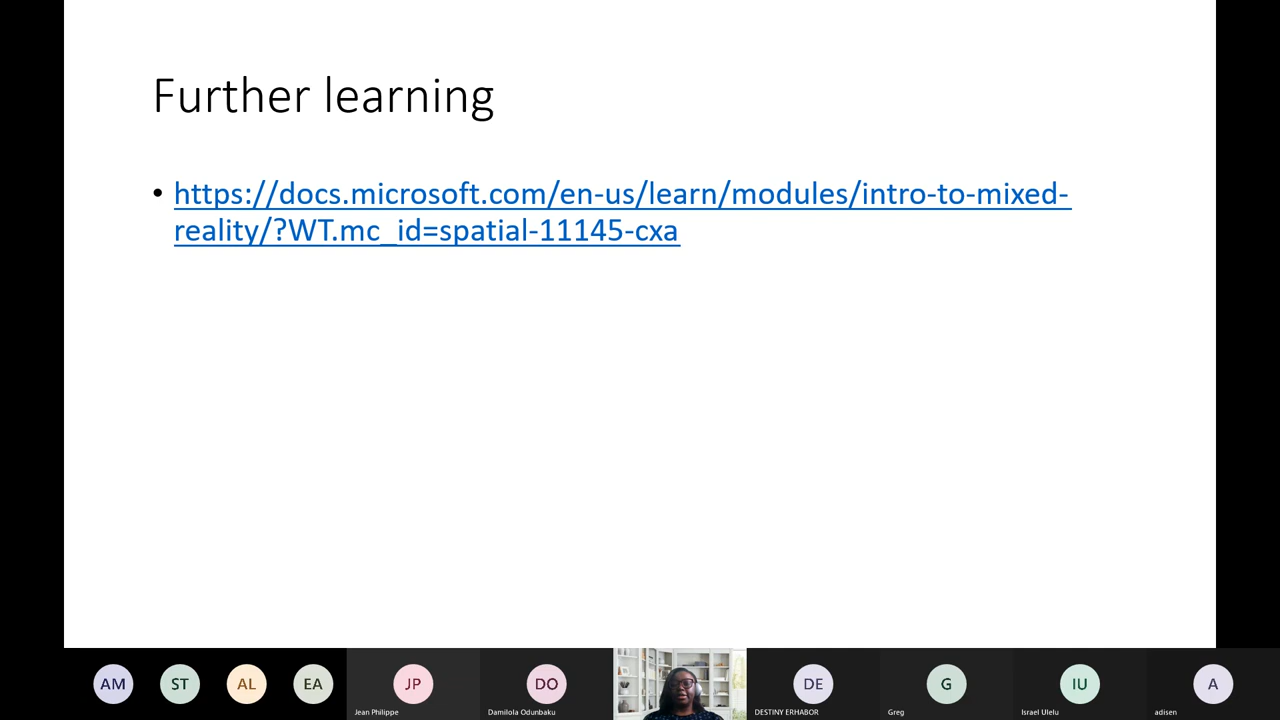 Further learning
• https://docs.microsoft.com/en-us/learn/modules/intro-to-mixed-
reality/?WT.mc_id=spatial-11145-cxa
AM ST AL EA JP DO DE G IU A
Jean Philippe Damilola Odunbaku DESTINY ERHABOR Greg Israel Ulelu adisen